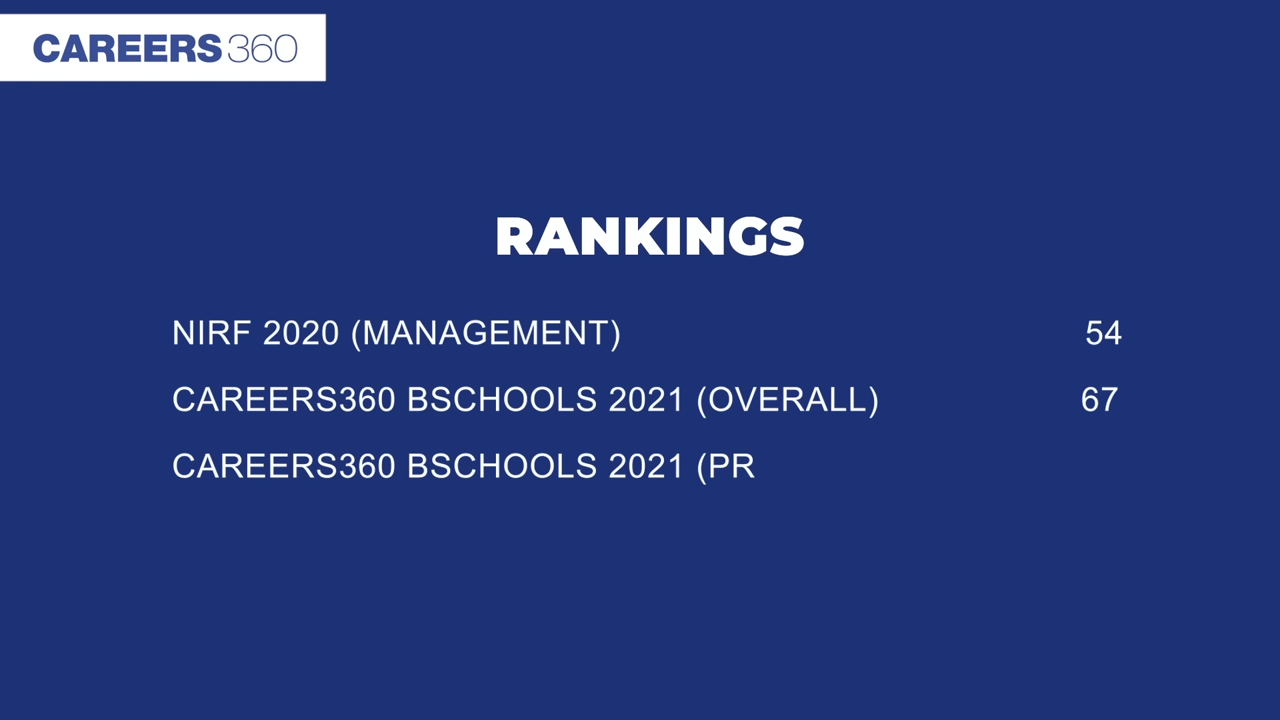 CAREERS360
RANKINGS
NIRF 2020 (MANAGEMENT) 54
CAREERS360 BSCHOOLS 2021 (OVERALL) 67
CAREERS360 BSCHOOLS 2021 (PR